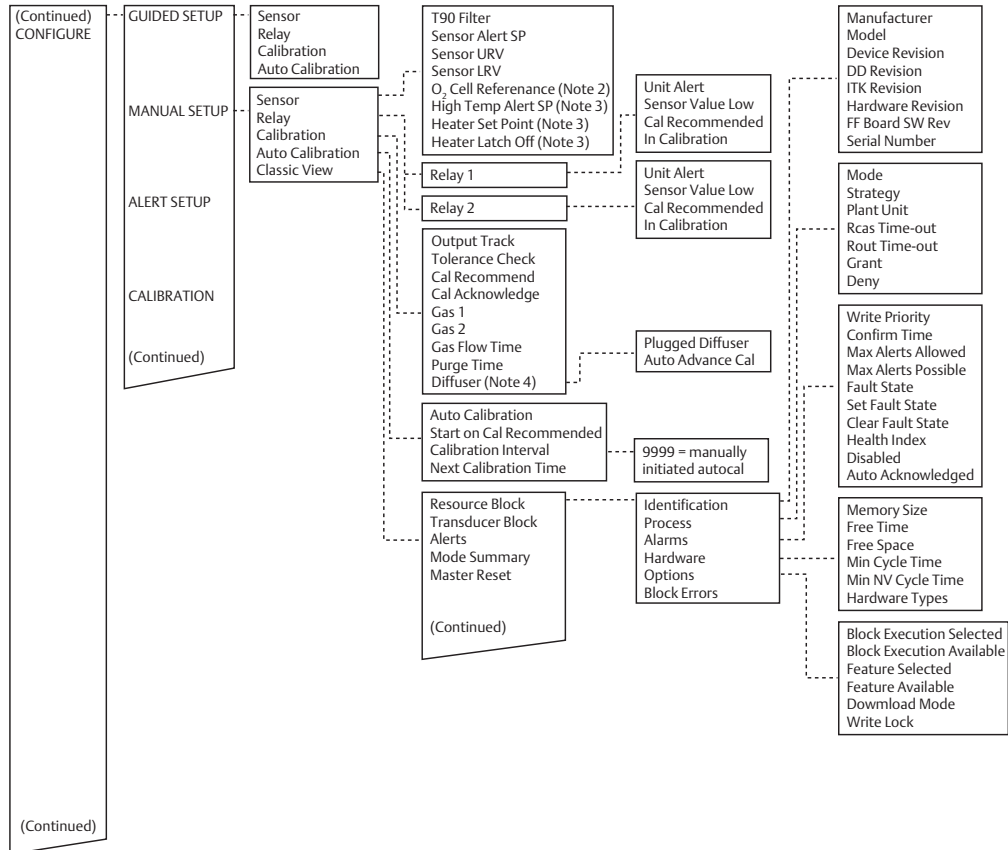 (Continued)
CONFIGURE
(Continued)
GUIDED SETUP
MANUAL SETUP
ALERT SETUP
CALIBRATION
(Continued)
Sensor
Relay
Calibration
Auto Calibration
Sensor
Relay
Calibration
Auto Calibration
Classic View
T90 Filter
Sensor Alert SP
Sensor URV
Sensor LRV
O2 Cell Referenance (Note 2)
High Temp Alert SP (Note 3)
Heater Set Point (Note 3)
Heater Latch Off (Note 3)
Relay 1
Relay 2
Output Track
Tolerance Check
Cal Recommend
Cal Acknowledge
Gas 1
Gas 2
Gas Flow Time
Purge Time
Diffuser (Note 4)
Auto Calibration
Start on Cal Recommended
Calibration Interval
Next Calibration Time
Resource Block
Transducer Block
Alerts
Mode Summary
Master Reset
(Continued)
Unit Alert
Sensor Value Low
Cal Recommended
In Calibration
Unit Alert
Sensor Value Low
Cal Recommended
In Calibration
Plugged Diffuser
Auto Advance Cal
9999 = manually
initiated autocal
Identification
Process
Alarms
Hardware
Options
Block Errors
Manufacturer
Model
Device Revision
DD Revision
ITK Revision
Hardware Revision
FF Board SW Rev
Serial Number
Mode
Strategy
Plant Unit
Rcas Time-out
Rout Time-out
Grant
Deny
Write Priority
Confirm Time
Max Alerts Allowed
Max Alerts Possible
Fault State
Set Fault State
Clear Fault State
Health Index
Disabled
Auto Acknowledged
Memory Size
Free Time
Free Space
Min Cycle Time
Min NV Cycle Time
Hardware Types
Block Execution Selected
Block Execution Available
Feature Selected
Feature Available
Dowmload Mode
Write Lock